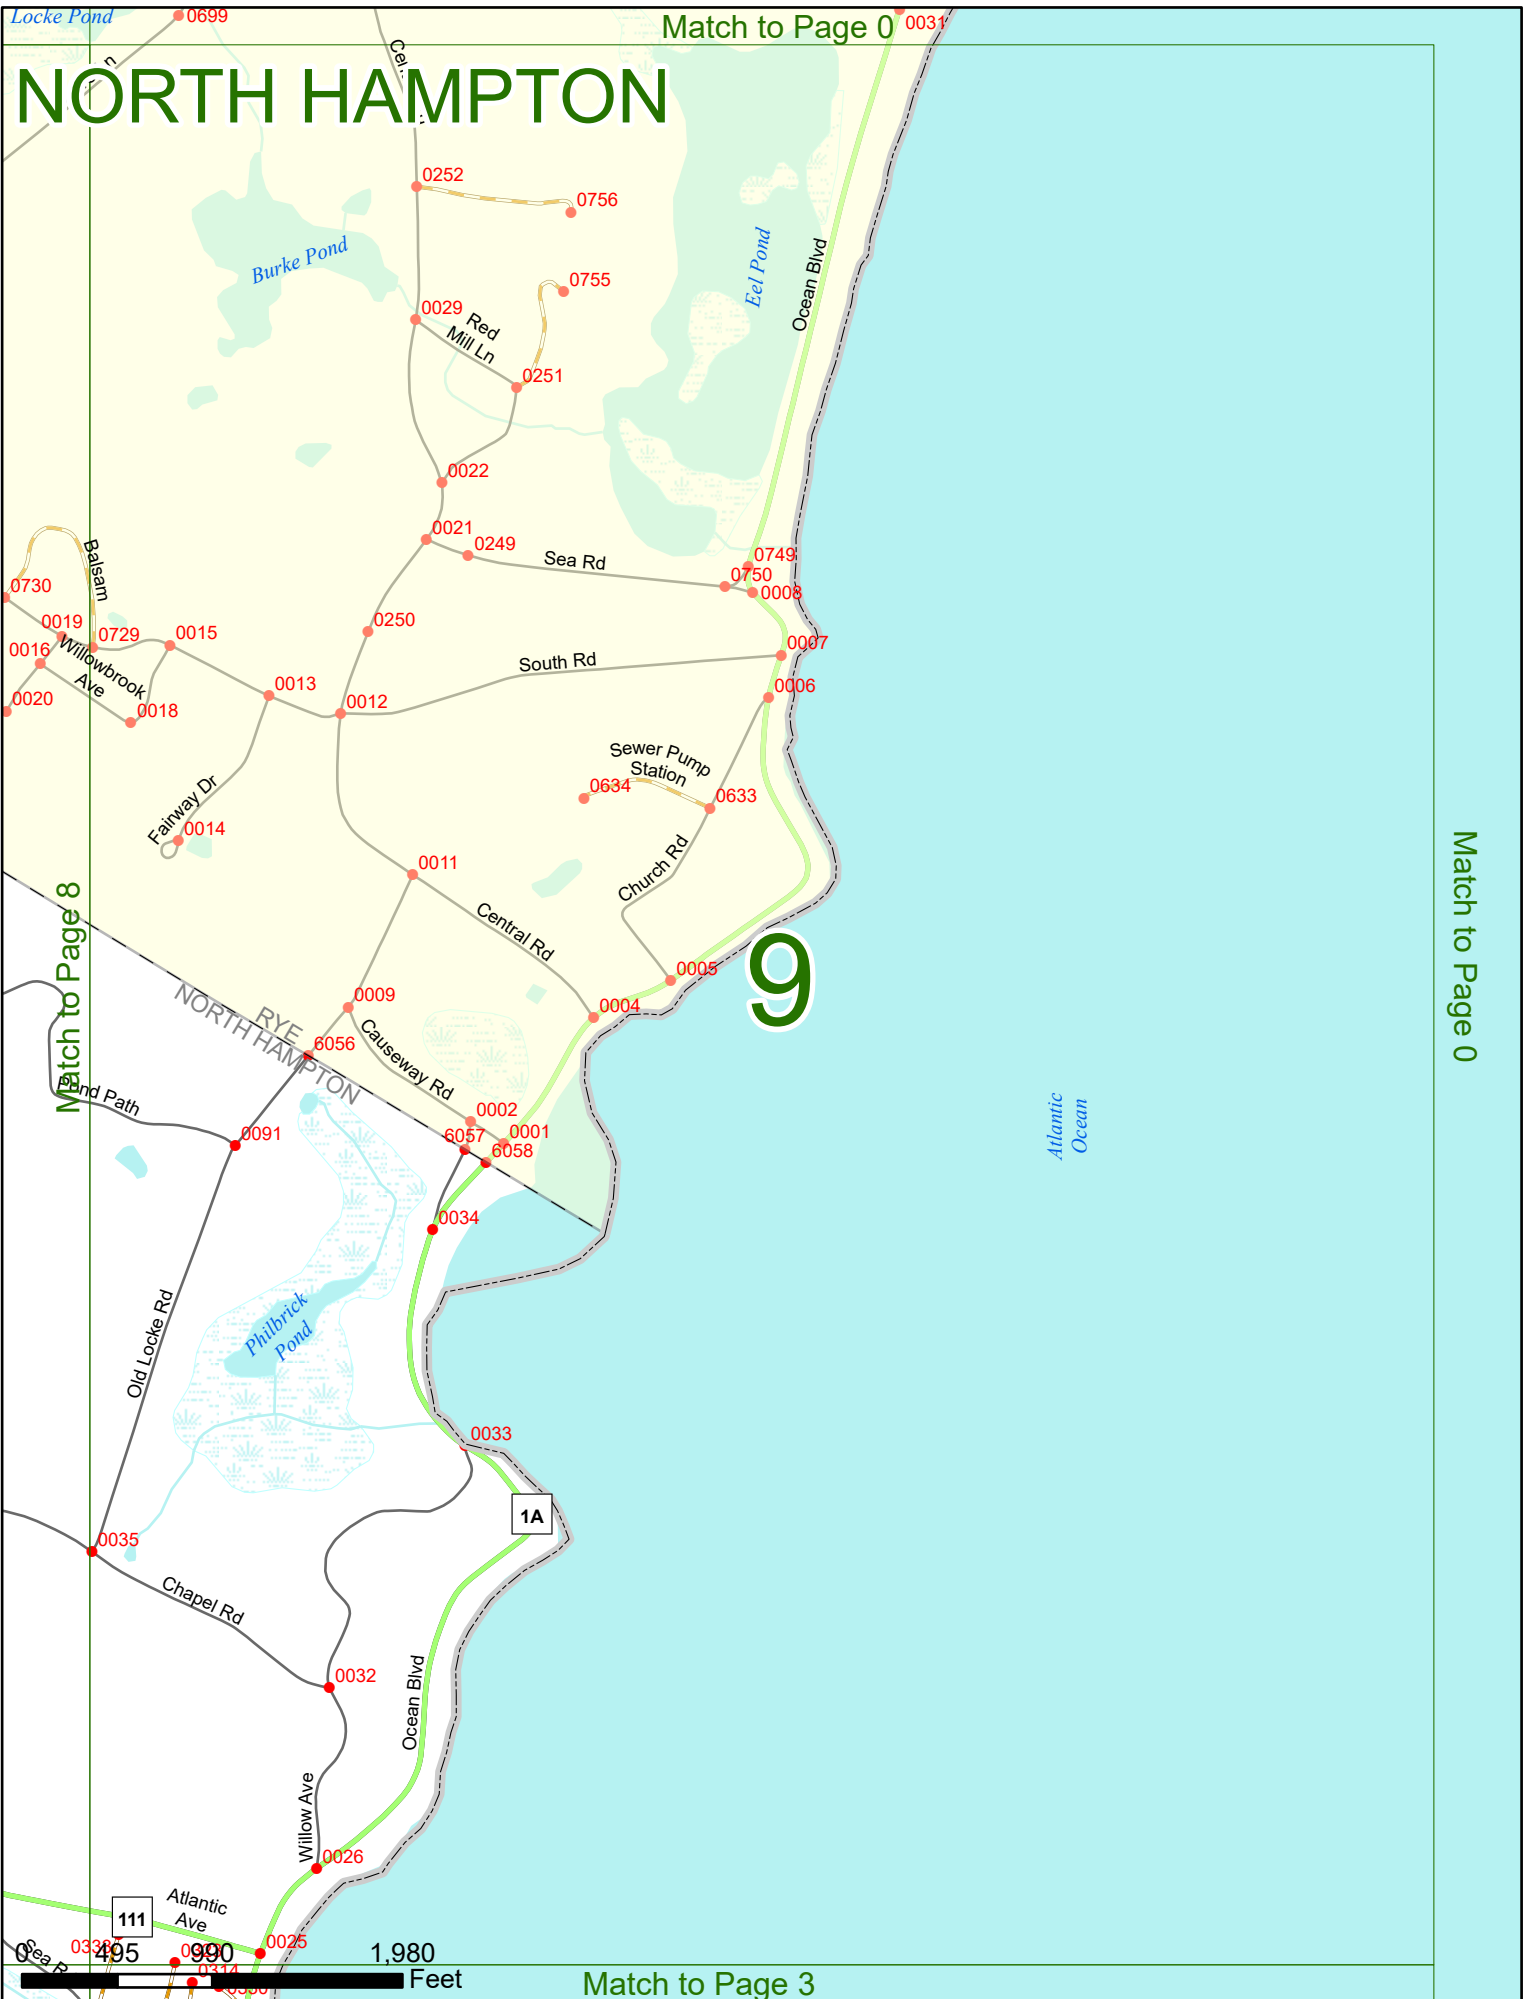 Locke Pond
0699
Match to Page 0
0031
NORTH HAMPTON
0252
0756
Burke Pond
Eel Pond
Ocean Blvd
0755
0029
Red
Mill Ln
0251
0022
0021
0249
Sea Rd
0749
0750
0008
Balsam
0730
0019
0729
0015
0250
0016
Willowbrook
Ave
South Rd
0007
0013
0006
0020
0018
0012
Sewer Pump
Station
0634
0633
Fairway Dr
0014
Church Rd
0011
Match to Page 8
Match to Page 0
Central Rd
9
0005
0004
RYE
NORTH HAMPTON
0009
6056
Causeway Rd
Pond Path
0091
0002
0001
6057
6058
Atlantic
Ocean
0034
Philbrick
Pond
Old Locke Rd
0033
1A
0035
Chapel Rd
0032
Ocean Blvd
Willow Ave
0026
Atlantic
Ave
111
0025
0 495 990 1,980
Feet
0314
Match to Page 3